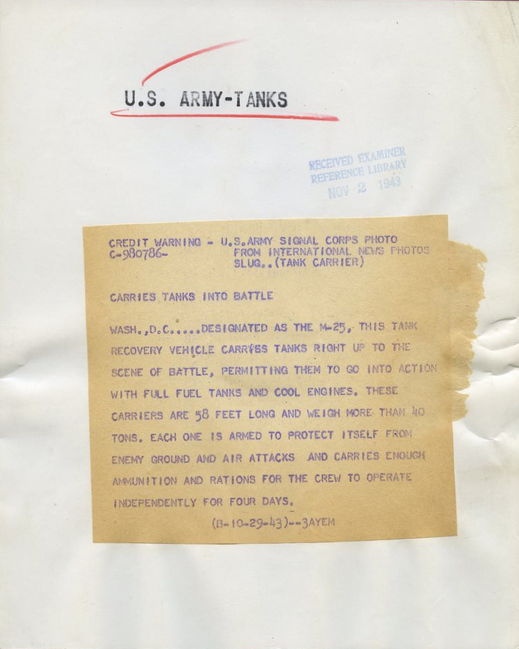 U.S. ARMY-TANKS
RECEIVED EXAMINER
REFERENCE LIBRARY
NOV 2 1943
CREDIT WARNING - U.S.ARMY SIGNAL CORPS PHOTO
C-980786- FROM INTERNATIONAL NEWS PHOTOS
SLUG..(TANK CARRIER)
CARRIES TANKS INTO BATTLE
WASH.,D.C.....DESIGNATED AS THE M-25, THIS TANK
RECOVERY VEHICLE CARRIES TANKS RIGHT UP TO THE
SCENE OF BATTLE, PERMITTING THEM TO GO INTO ACTION
WITH FULL FUEL TANKS AND COOL ENGINES. THESE
CARRIERS ARE 58 FEET LONG AND WEIGH MORE THAN 40
TONS. EACH ONE IS ARMED TO PROTECT ITSELF FROM
ENEMY GROUND AND AIR ATTACKS AND CARRIES ENOUGH
AMMUNITION AND RATIONS FOR THE CREW TO OPERATE
INDEPENDENTLY FOR FOUR DAYS.
(B-10-29-43)--3AYEM